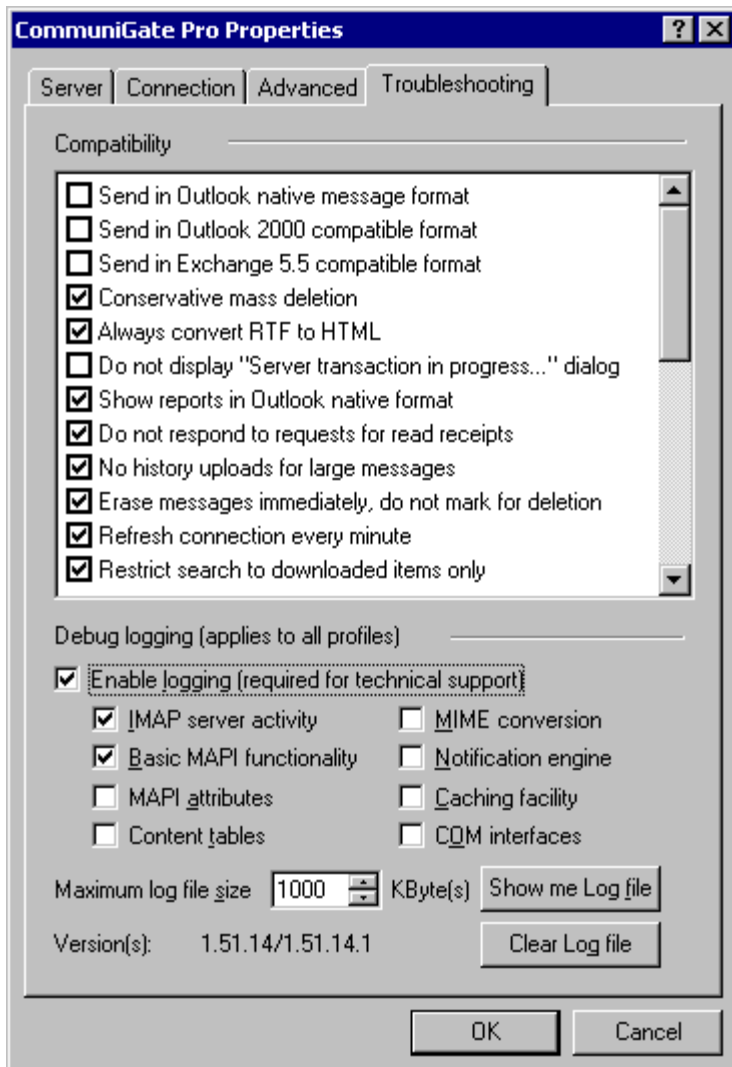 CommuniGate Pro Properties
Server Connection Advanced Troubleshooting
Compatibility
Send in Outlook native message format
Send in Outlook 2000 compatible format
Send in Exchange 5.5 compatible format
Conservative mass deletion
Always convert RTF to HTML
Do not display "Server transaction in progress..." dialog
Show reports in Outlook native format
Do not respond to requests for read receipts
No history uploads for large messages
Erase messages immediately, do not mark for deletion
Refresh connection every minute
Restrict search to downloaded items only
Debug logging (applies to all profiles)
Enable logging (required for technical support)
IMAP server activity MIME conversion
Basic MAPI functionality Notification engine
MAPI attributes Caching facility
Content tables COM interfaces
Maximum log file size 1000 KByte(s) Show me Log file
Version(s): 1.51.14/1.51.14.1 Clear Log file
OK Cancel